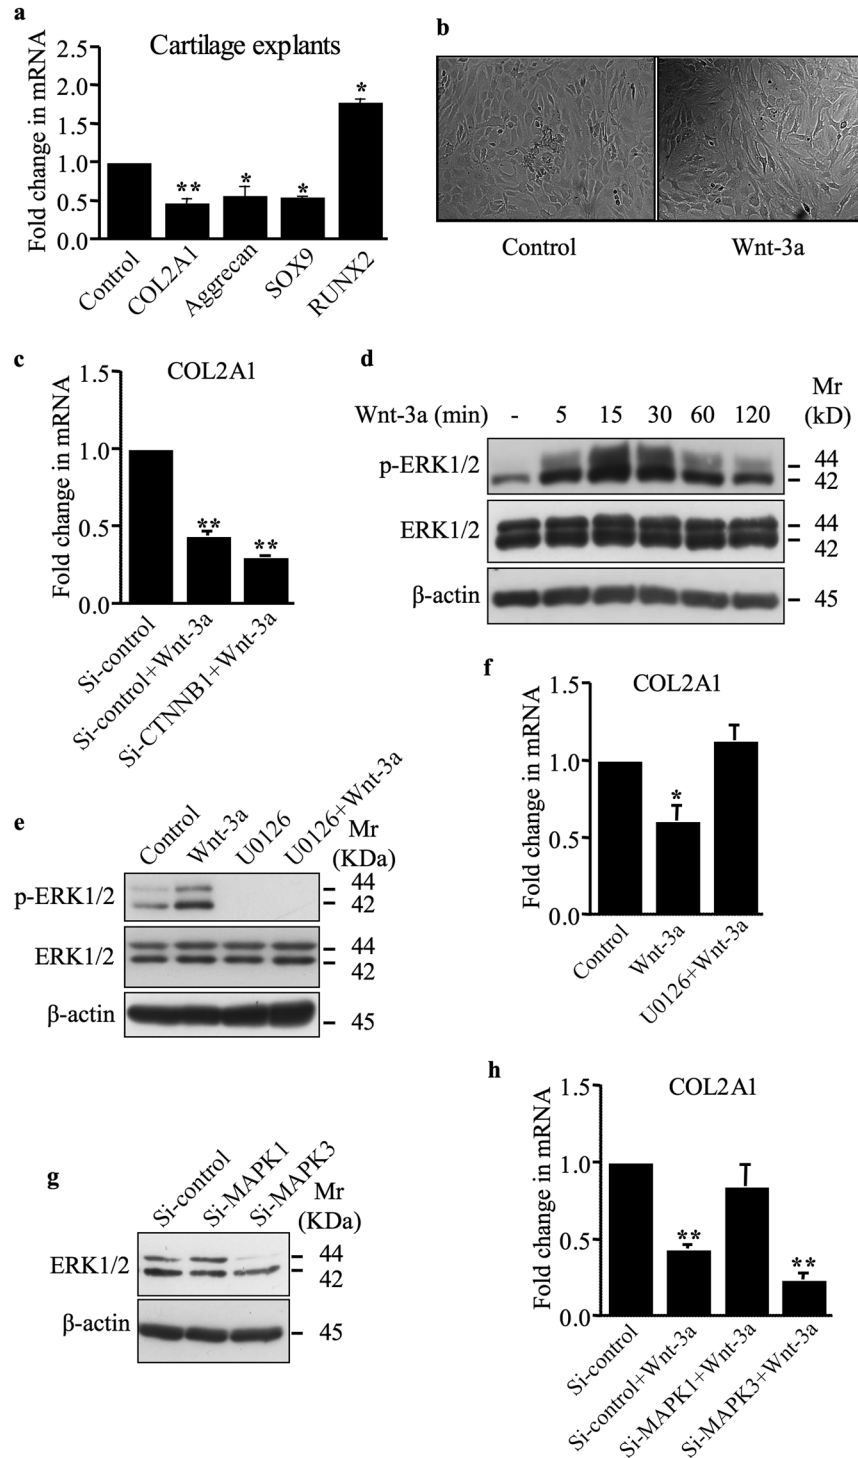 a
Cartilage explants
Fold change in mRNA
2.5
2.0
1.5
1.0
0.5
0.0
**
*
*
*
Control
COL2A1
Aggrecan
SOX9
RUNX2
b
Control
Wnt-3a
c
COL2A1
Fold change in mRNA
1.5
1.0
0.5
0.0
**
**
Si-control
Si-control+Wnt-3a
Si-CTNNB1+Wnt-3a
d
Wnt-3a (min) - 5 15 30 60 120
Mr
(kD)
p-ERK1/2
44
42
ERK1/2
44
42
β-actin
45
e
Control
Wnt-3a
U0126
U0126+Wnt-3a
Mr
(KDa)
p-ERK1/2
44
42
ERK1/2
44
42
β-actin
45
f
COL2A1
Fold change in mRNA
1.5
1.0
0.5
0.0
*
Control
Wnt-3a
U0126+Wnt-3a
g
Si-control
Si-MAPK1
Si-MAPK3
Mr
(KDa)
ERK1/2
44
42
β-actin
45
h
COL2A1
Fold change in mRNA
1.5
1.0
0.5
0.0
**
**
Si-control
Si-control+Wnt-3a
Si-MAPK1+Wnt-3a
Si-MAPK3+Wnt-3a